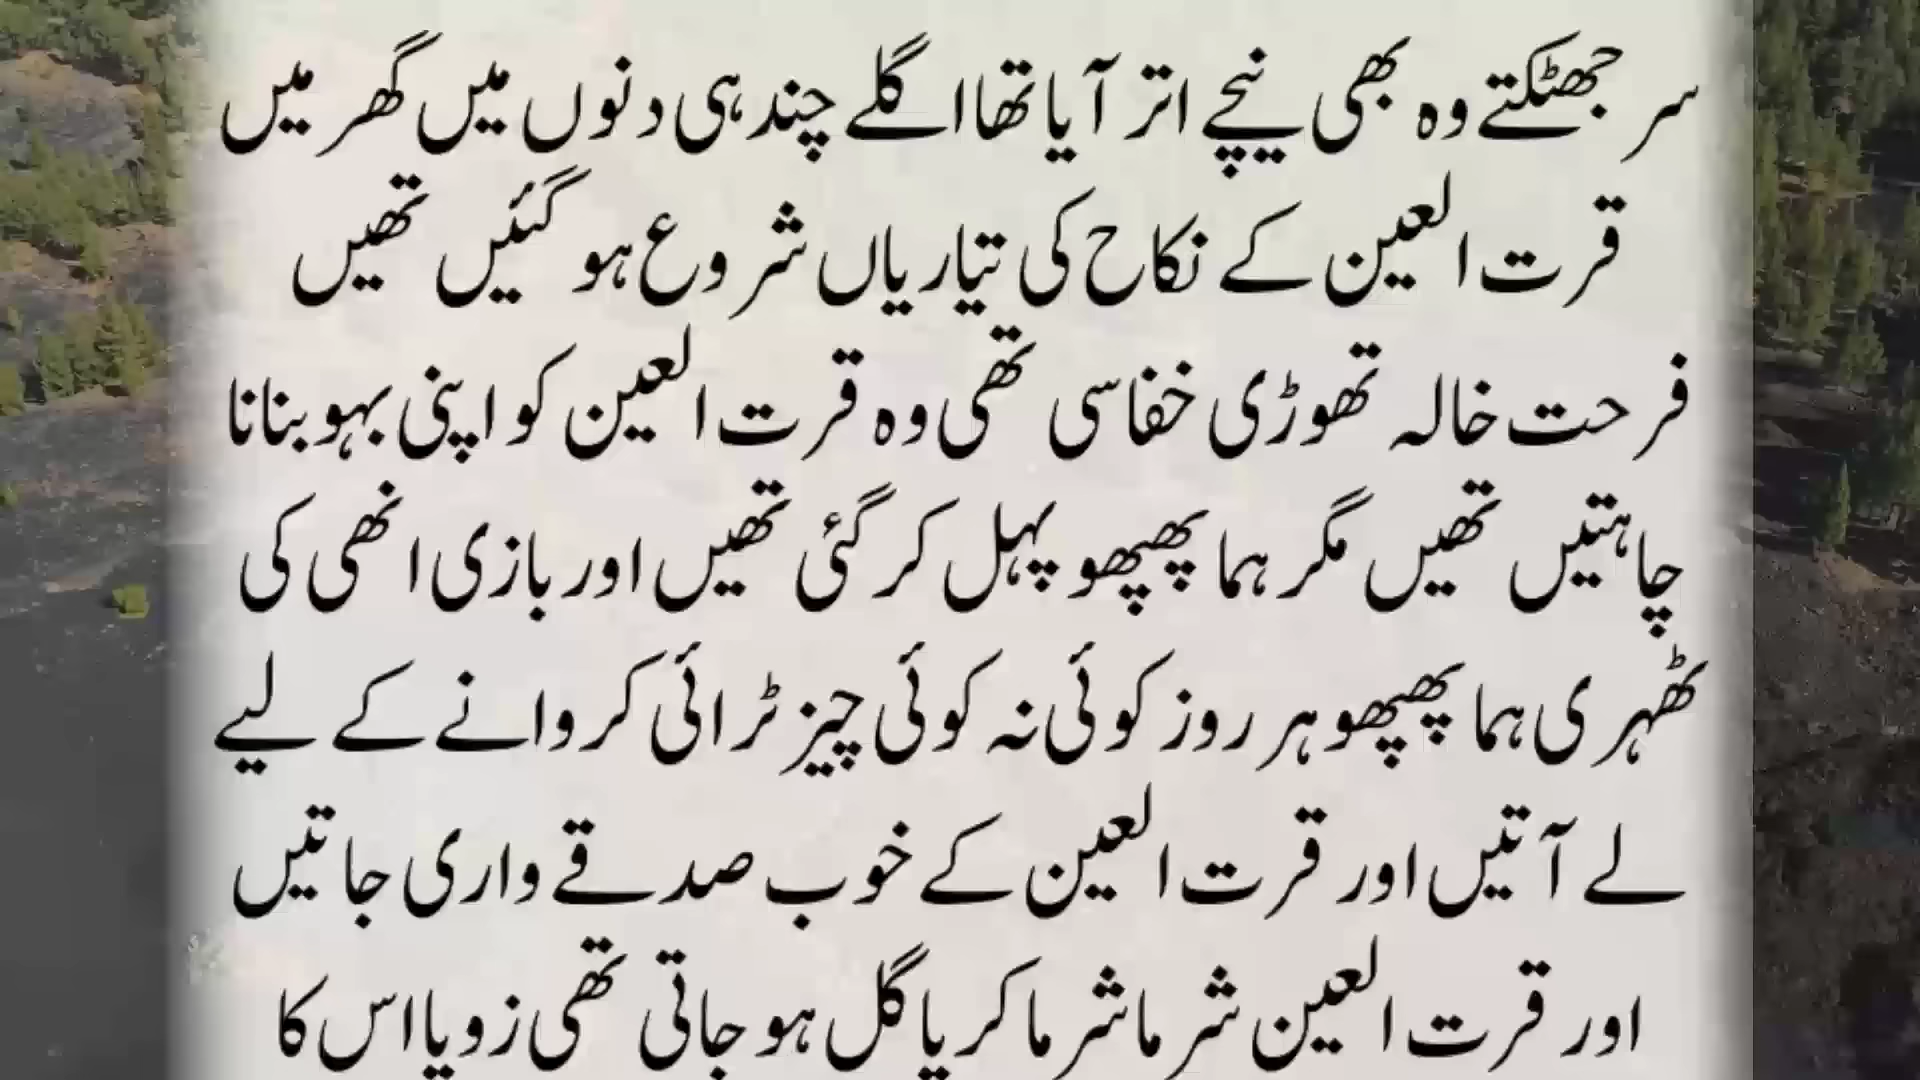 سر جھٹکتے وہ بھی نیچے اتر آیا تھا اگلے چند ہی دنوں میں گھر میں
قرت العین کے نکاح کی تیاریاں شروع ہو گئیں تھیں
فرحت خالہ تھوڑی خفا سی تھی وہ قرت العین کو اپنی بہو بنانا
چاہتیں تھیں مگر ہما پھپھو پہل کر گئی تھیں اور بازی انھی کی
ٹھہری ہما پھپھو ہر روز کوئی نہ کوئی چیز ٹرائی کروانے کے لیے
لے آتیں اور قرت العین کے خوب صدقے واری جاتیں
اور قرت العین شرما شرما کر پاگل ہو جاتی تھی زویا اس کا